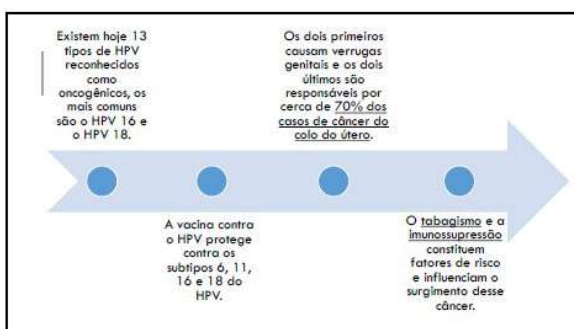 Existem hoje 13
tipos de HPV
reconhecidos
como
oncogênicos, os
mais comuns
são o HPV 16 e
o HPV 18.
A vacina contra
o HPV protege
contra os
subtipos 6, 11,
16 e 18 do
HPV.
Os dois primeiros
causam verrugas
genitais e os dois
últimos são
responsáveis por
cerca de 70% dos
casos de câncer do
colo do útero.
O tabagismo e a
imunossupressão
constituem
fatores de risco
e influenciam o
surgimento desse
câncer.